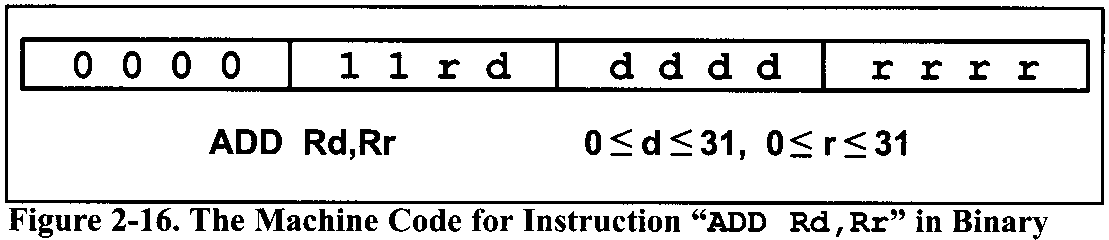 0 0 0 0 1 1 r d d d d d r r r r
ADD Rd,Rr 0≤d≤31, 0≤r≤31
Figure 2-16. The Machine Code for Instruction “ADD Rd,Rr” in Binary